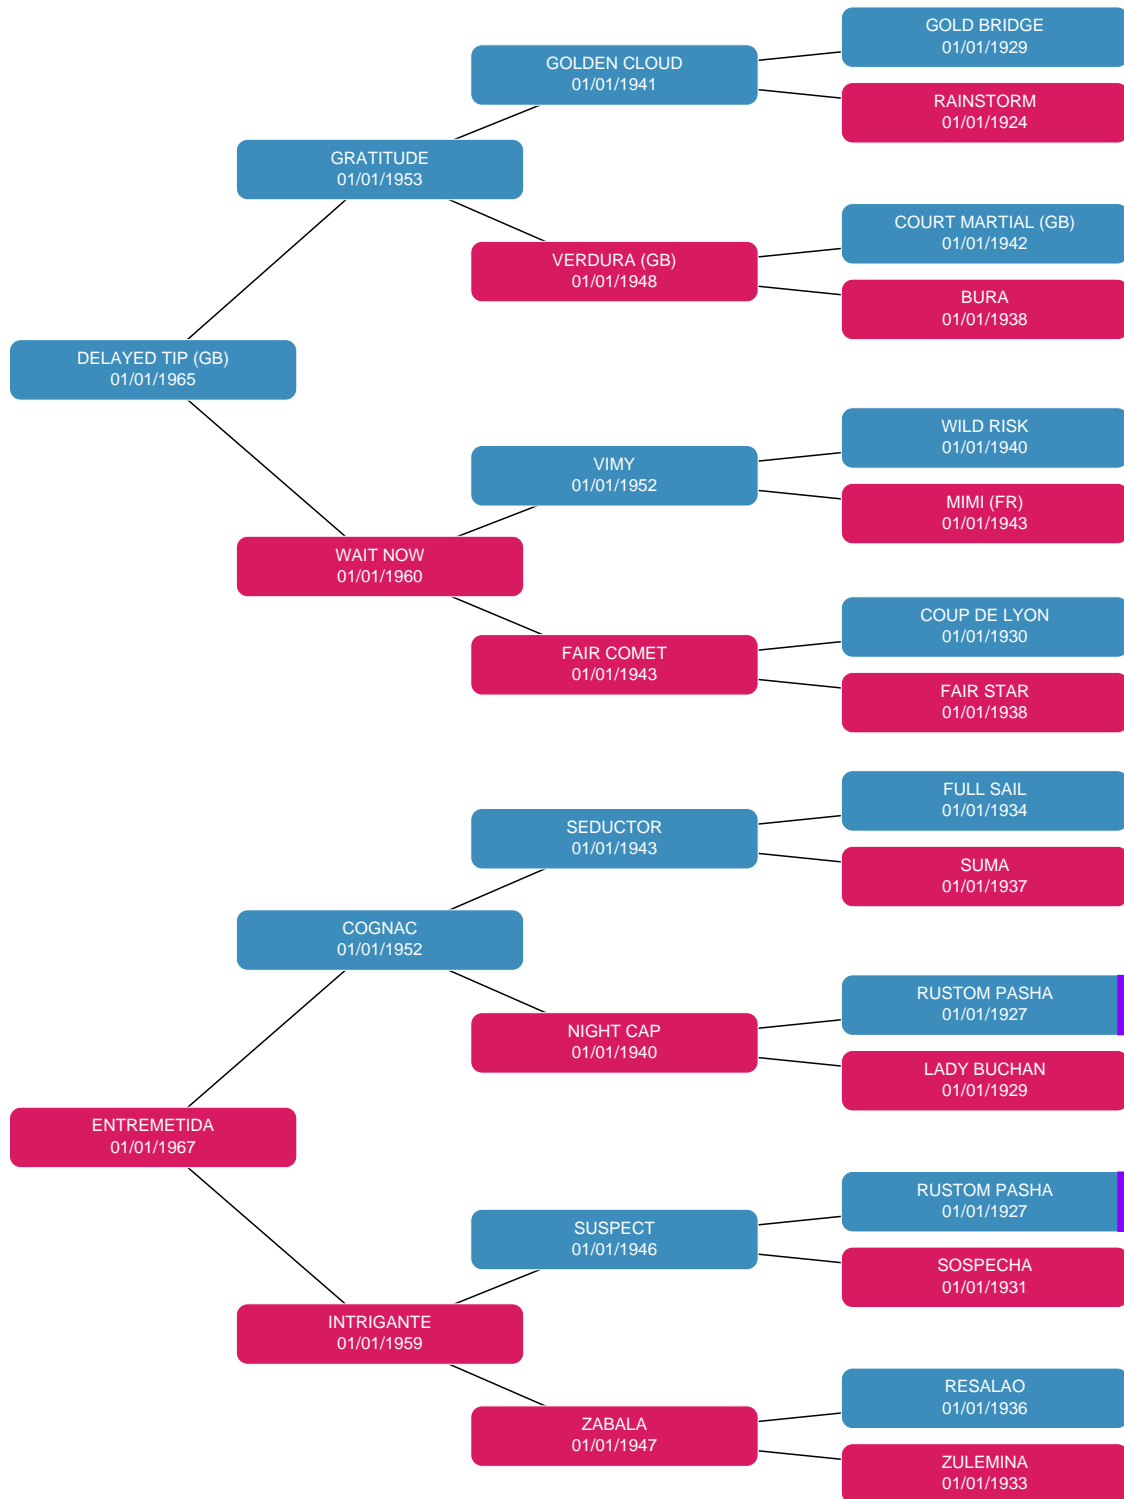 GOLD BRIDGE
01/01/1929
GOLDEN CLOUD
01/01/1941
RAINSTORM
01/01/1924
GRATITUDE
01/01/1953
COURT MARTIAL (GB)
01/01/1942
VERDURA (GB)
01/01/1948
BURA
01/01/1938
DELAYED TIP (GB)
01/01/1965
WILD RISK
01/01/1940
VIMY
01/01/1952
MIMI (FR)
01/01/1943
WAIT NOW
01/01/1960
COUP DE LYON
01/01/1930
FAIR COMET
01/01/1943
FAIR STAR
01/01/1938
FULL SAIL
01/01/1934
SEDUCTOR
01/01/1943
SUMA
01/01/1937
COGNAC
01/01/1952
RUSTOM PASHA
01/01/1927
NIGHT CAP
01/01/1940
LADY BUCHAN
01/01/1929
ENTREMETIDA
01/01/1967
RUSTOM PASHA
01/01/1927
SUSPECT
01/01/1946
SOSPECHA
01/01/1931
INTRIGANTE
01/01/1959
RESALAO
01/01/1936
ZABALA
01/01/1947
ZULEMINA
01/01/1933